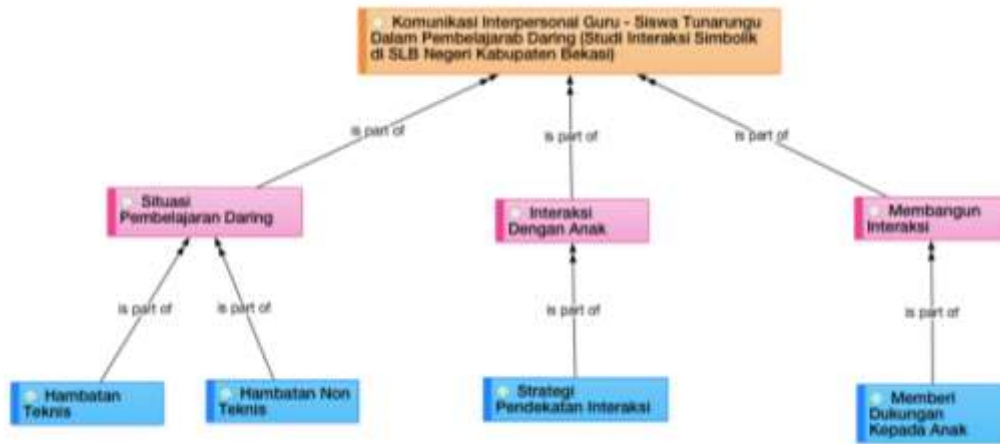 Komunikasi Interpersonal Guru - Siswa Tunarungu
Dalam Pembelajarab Daring (Studi Interaksi Simbolik
di SLB Negeri Kabupaten Bekasi)
is part of
is part of
is part of
Situasi
Pembelajaran Daring
Interaksi
Dengan Anak
Membangun
Interaksi
is part of
is part of
is part of
is part of
Hambatan
Teknis
Hambatan Non
Teknis
Strategi
Pendekatan Interaksi
Memberi
Dukungan
Kepada Anak